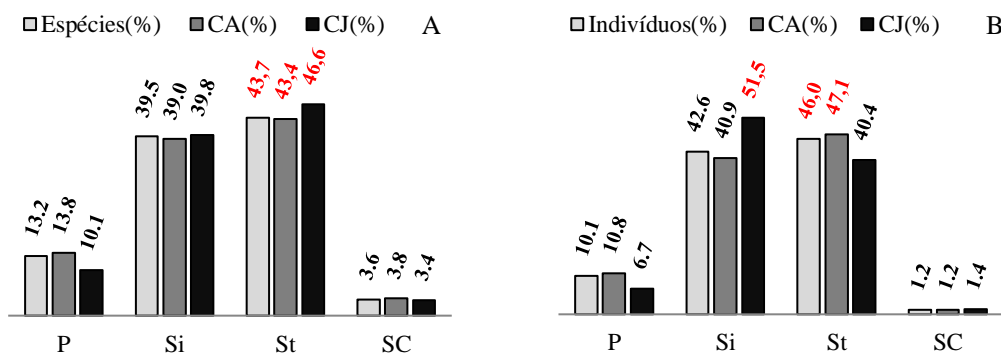 Espécies(%) CA(%) CJ(%) A
13.2 13.8 10.1 39.5 39.0 39.8 43,7 43,4 46,6 3.6 3.8 3.4
P Si St SC
Indivíduos(%) CA(%) CJ(%) B
10.1 10.8 6.7 42.6 40.9 51,5 46,0 47,1 40.4 1.2 1.2 1.4
P Si St SC